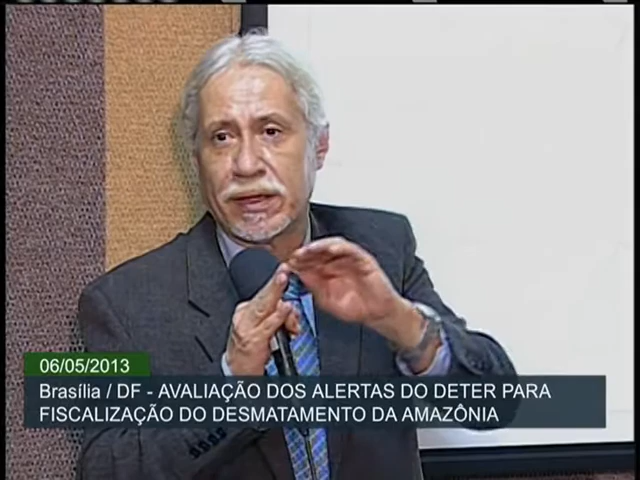 06/05/2013
Brasília / DF - AVALIAÇÃO DOS ALERTAS DO DETER PARA
FISCALIZAÇÃO DO DESMATAMENTO DA AMAZÔNIA